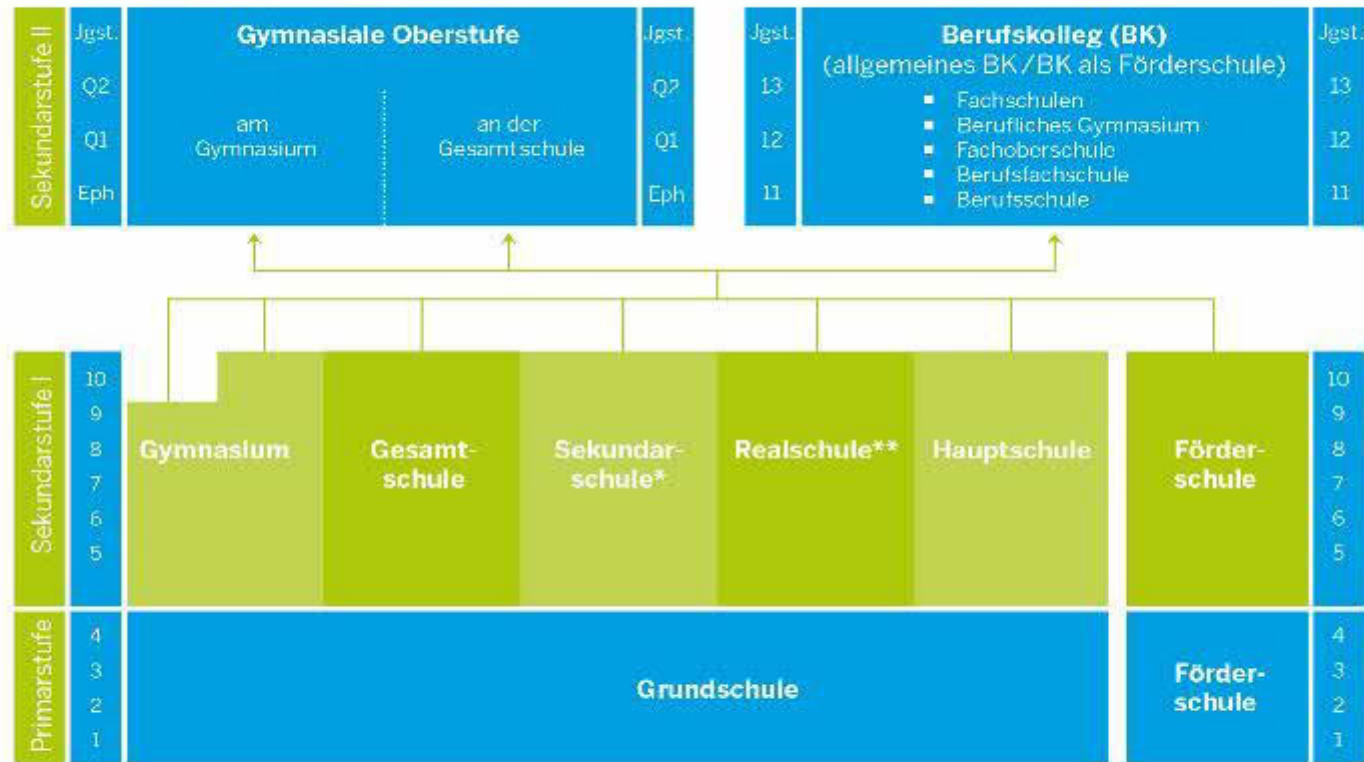 Sekundarstufe II
Jgst.
Q2
Q1
Eph
Gymnasiale Oberstufe
am
Gymnasium
an der
Gesamtschule
Jgst.
Q2
Q1
Eph
Jgst.
13
12
11
Berufskolleg (BK)
(allgemeines BK/BK als Förderschule)
▪ Fachschulen
▪ Berufliches Gymnasium
▪ Fachoberschule
▪ Berufsfachschule
▪ Berufsschule
Jgst.
13
12
11
Sekundarstufe I
10
9
8
7
6
5
Gymnasium
Gesamt-
schule
Sekundar-
schule*
Realschule**
Hauptschule
Förder-
schule
10
9
8
7
6
5
Primarstufe
4
3
2
1
Grundschule
Förder-
schule
4
3
2
1